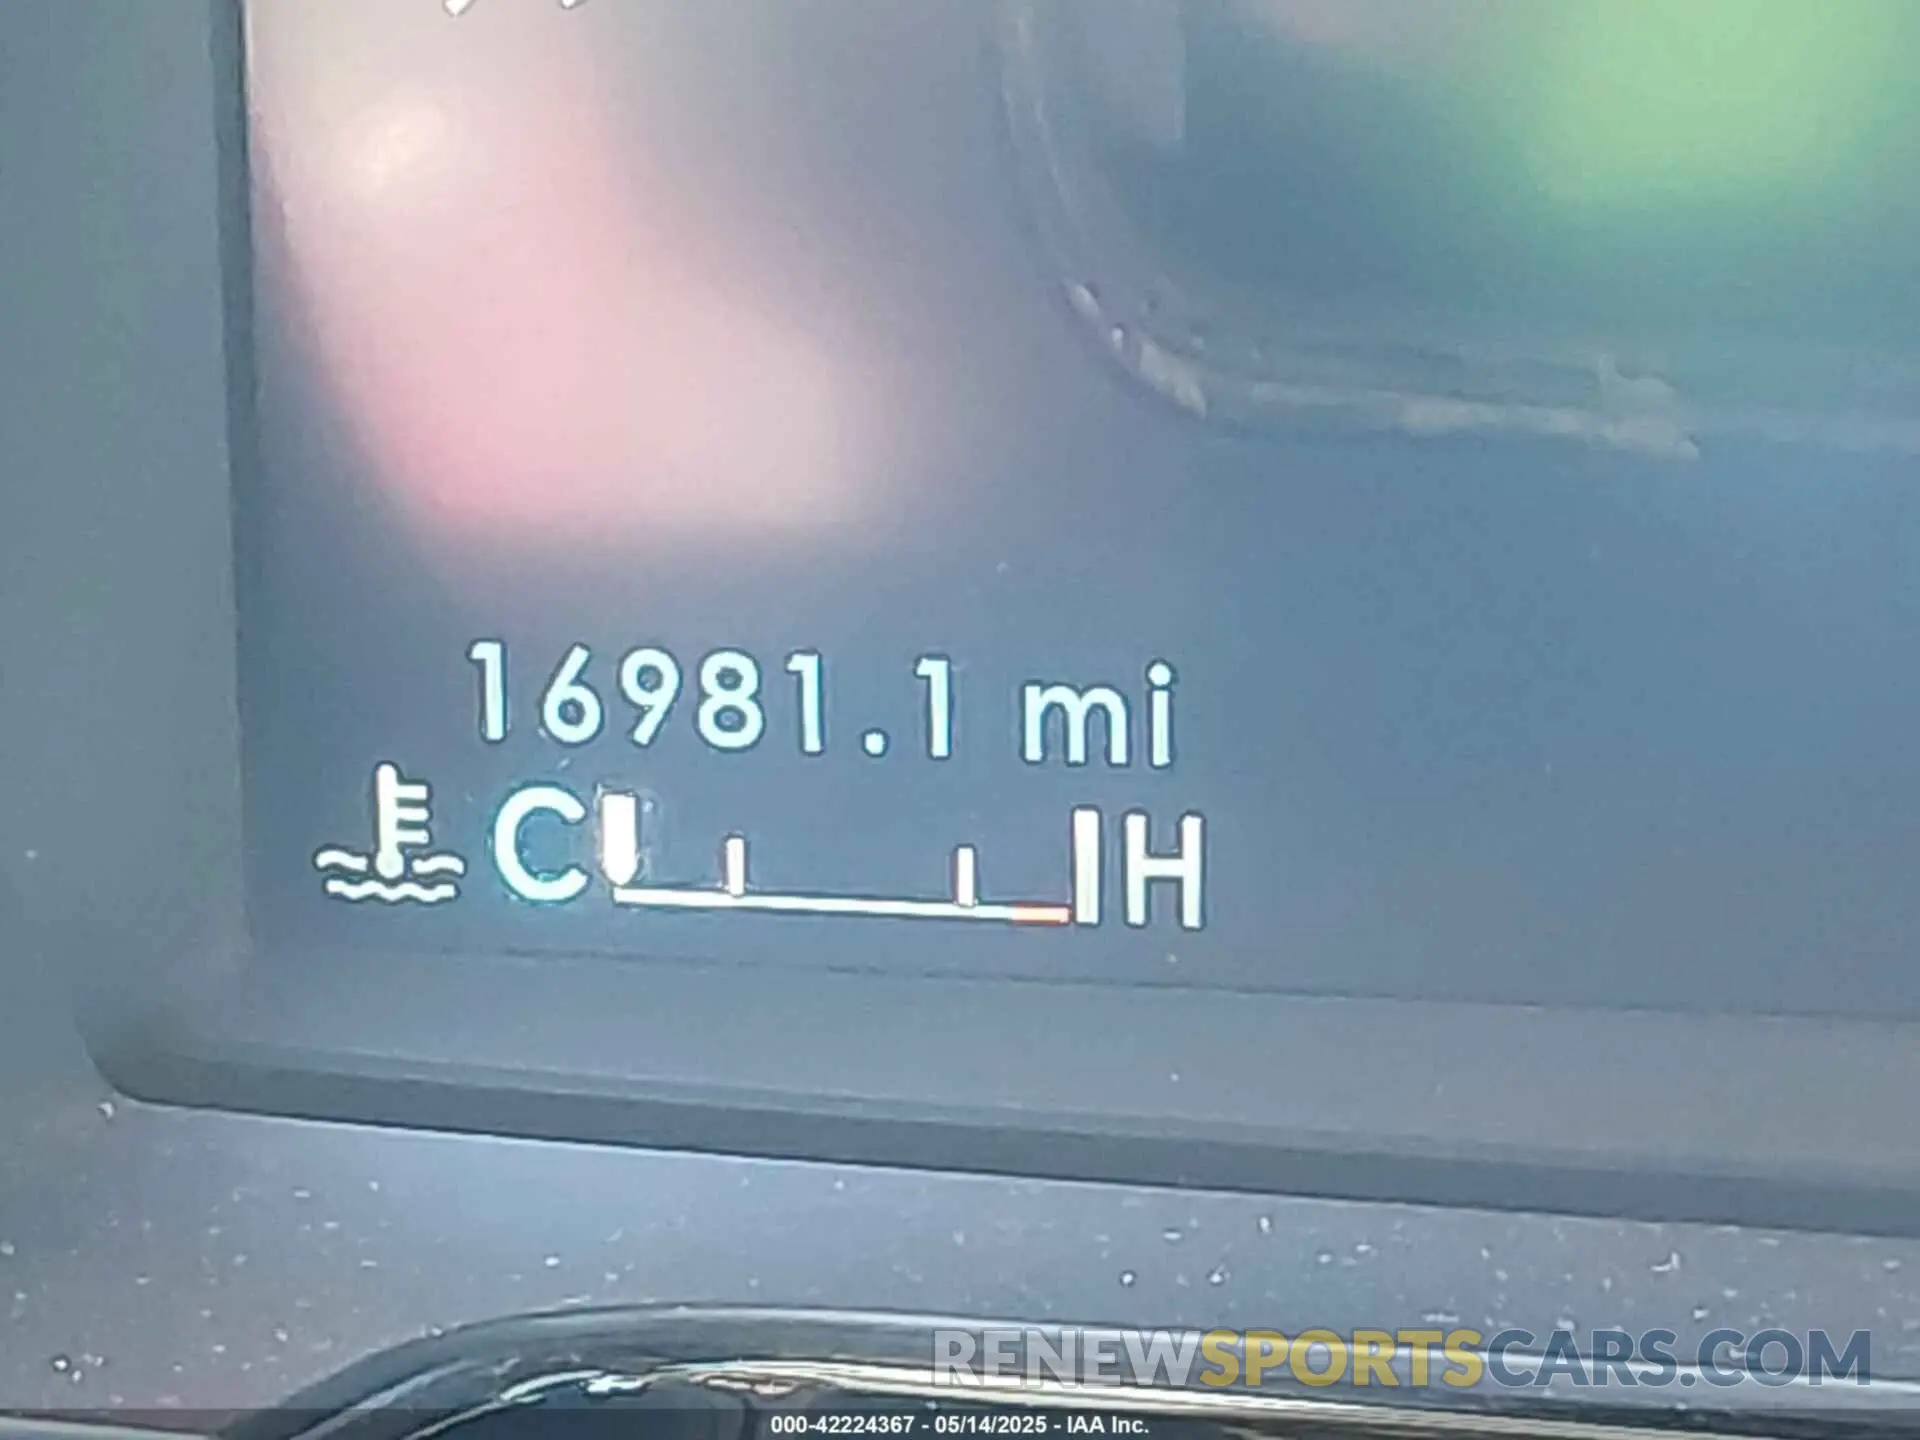 16981.1 mi
C H
RENEWSPORTSCARS.COM
000-42224367 - 05/14/2025 - IAA Inc.